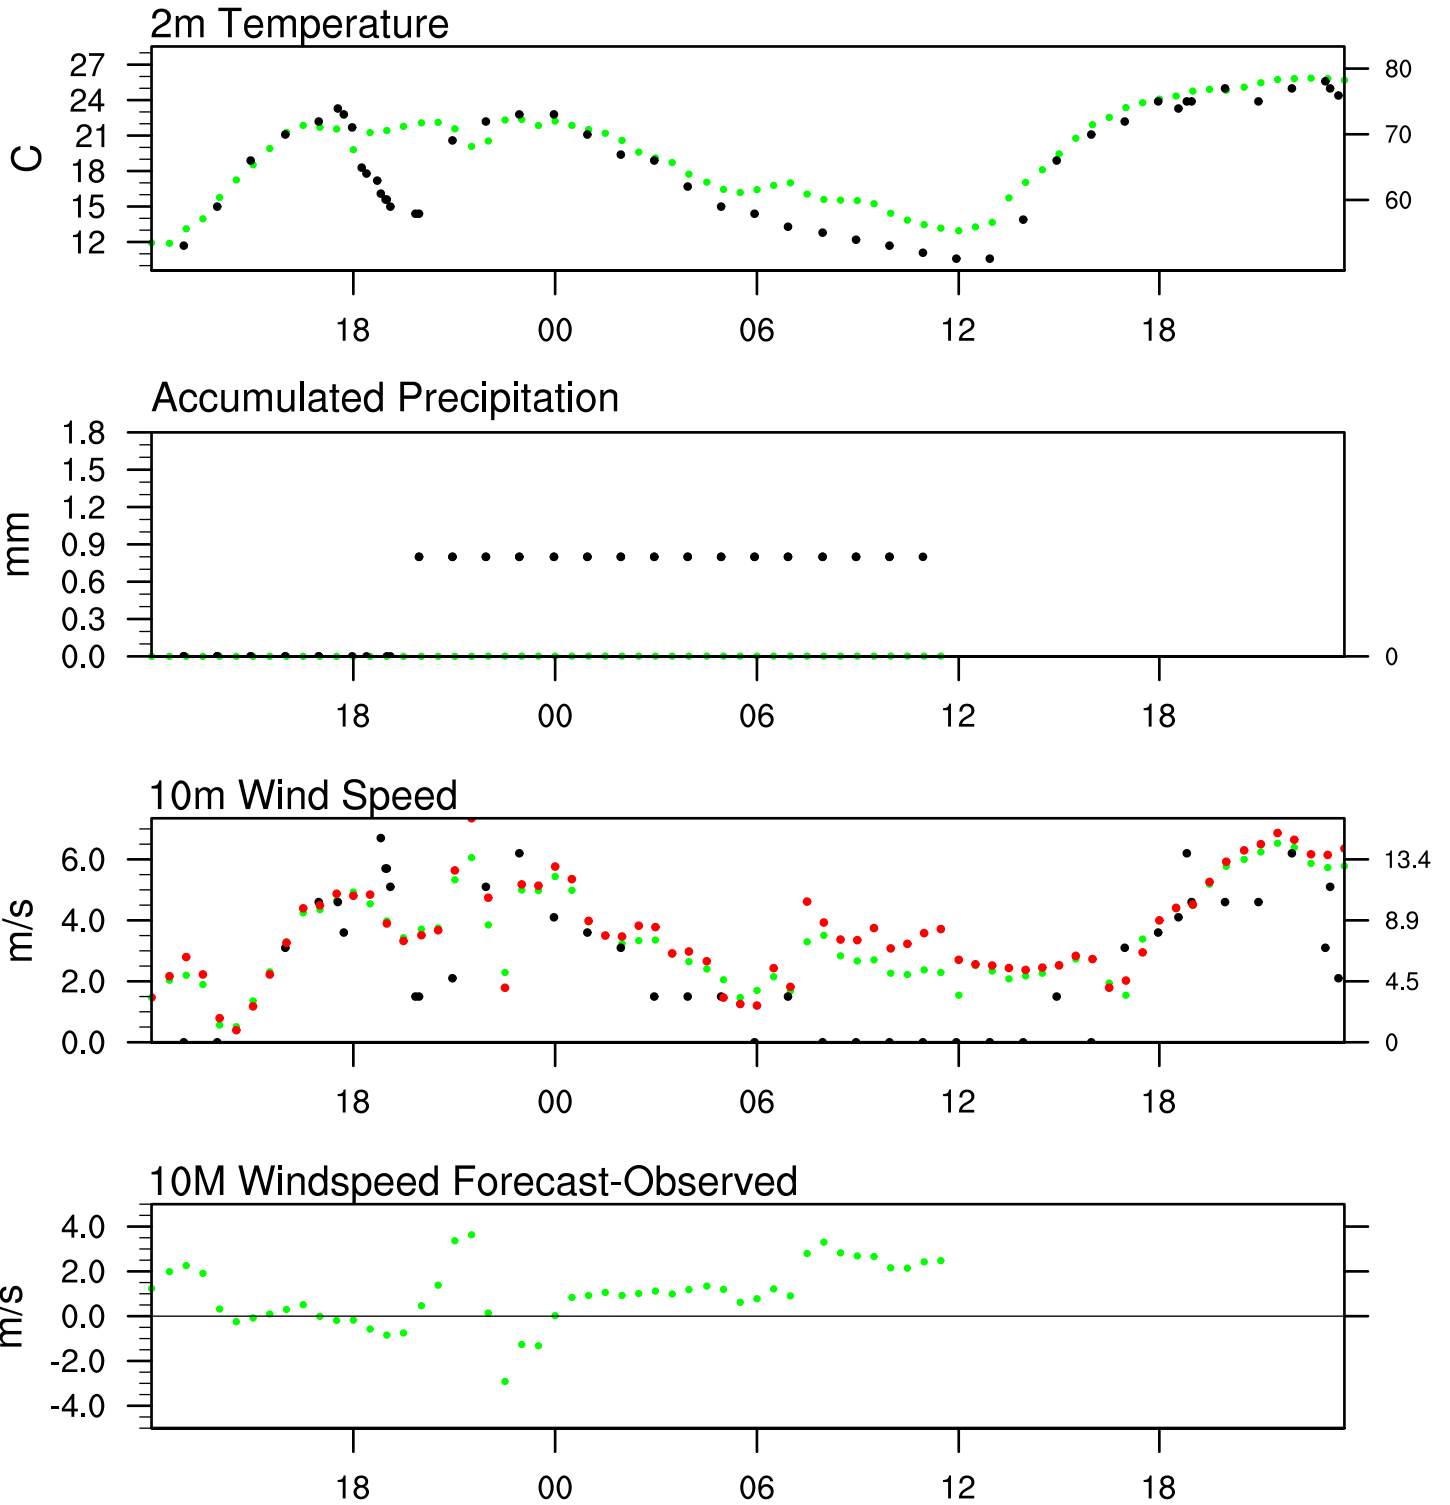 2m Temperature
27
24
21
18
15
12
C
80
70
60
18 00 06 12 18
Accumulated Precipitation
1.8
1.5
1.2
0.9
0.6
0.3
0.0
mm
0
18 00 06 12 18
10m Wind Speed
6.0
4.0
2.0
0.0
m/s
13.4
8.9
4.5
0
18 00 06 12 18
10M Windspeed Forecast-Observed
4.0
2.0
0.0
-2.0
-4.0
m/s
18 00 06 12 18